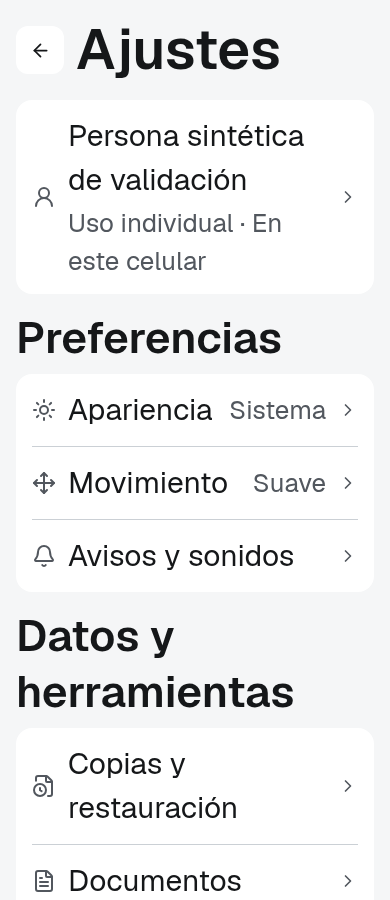 Ajustes
Persona sintética
de validación
Uso individual · En
este celular
Preferencias
Apariencia Sistema
Movimiento Suave
Avisos y sonidos
Datos y
herramientas
Copias y
restauración
Documentos